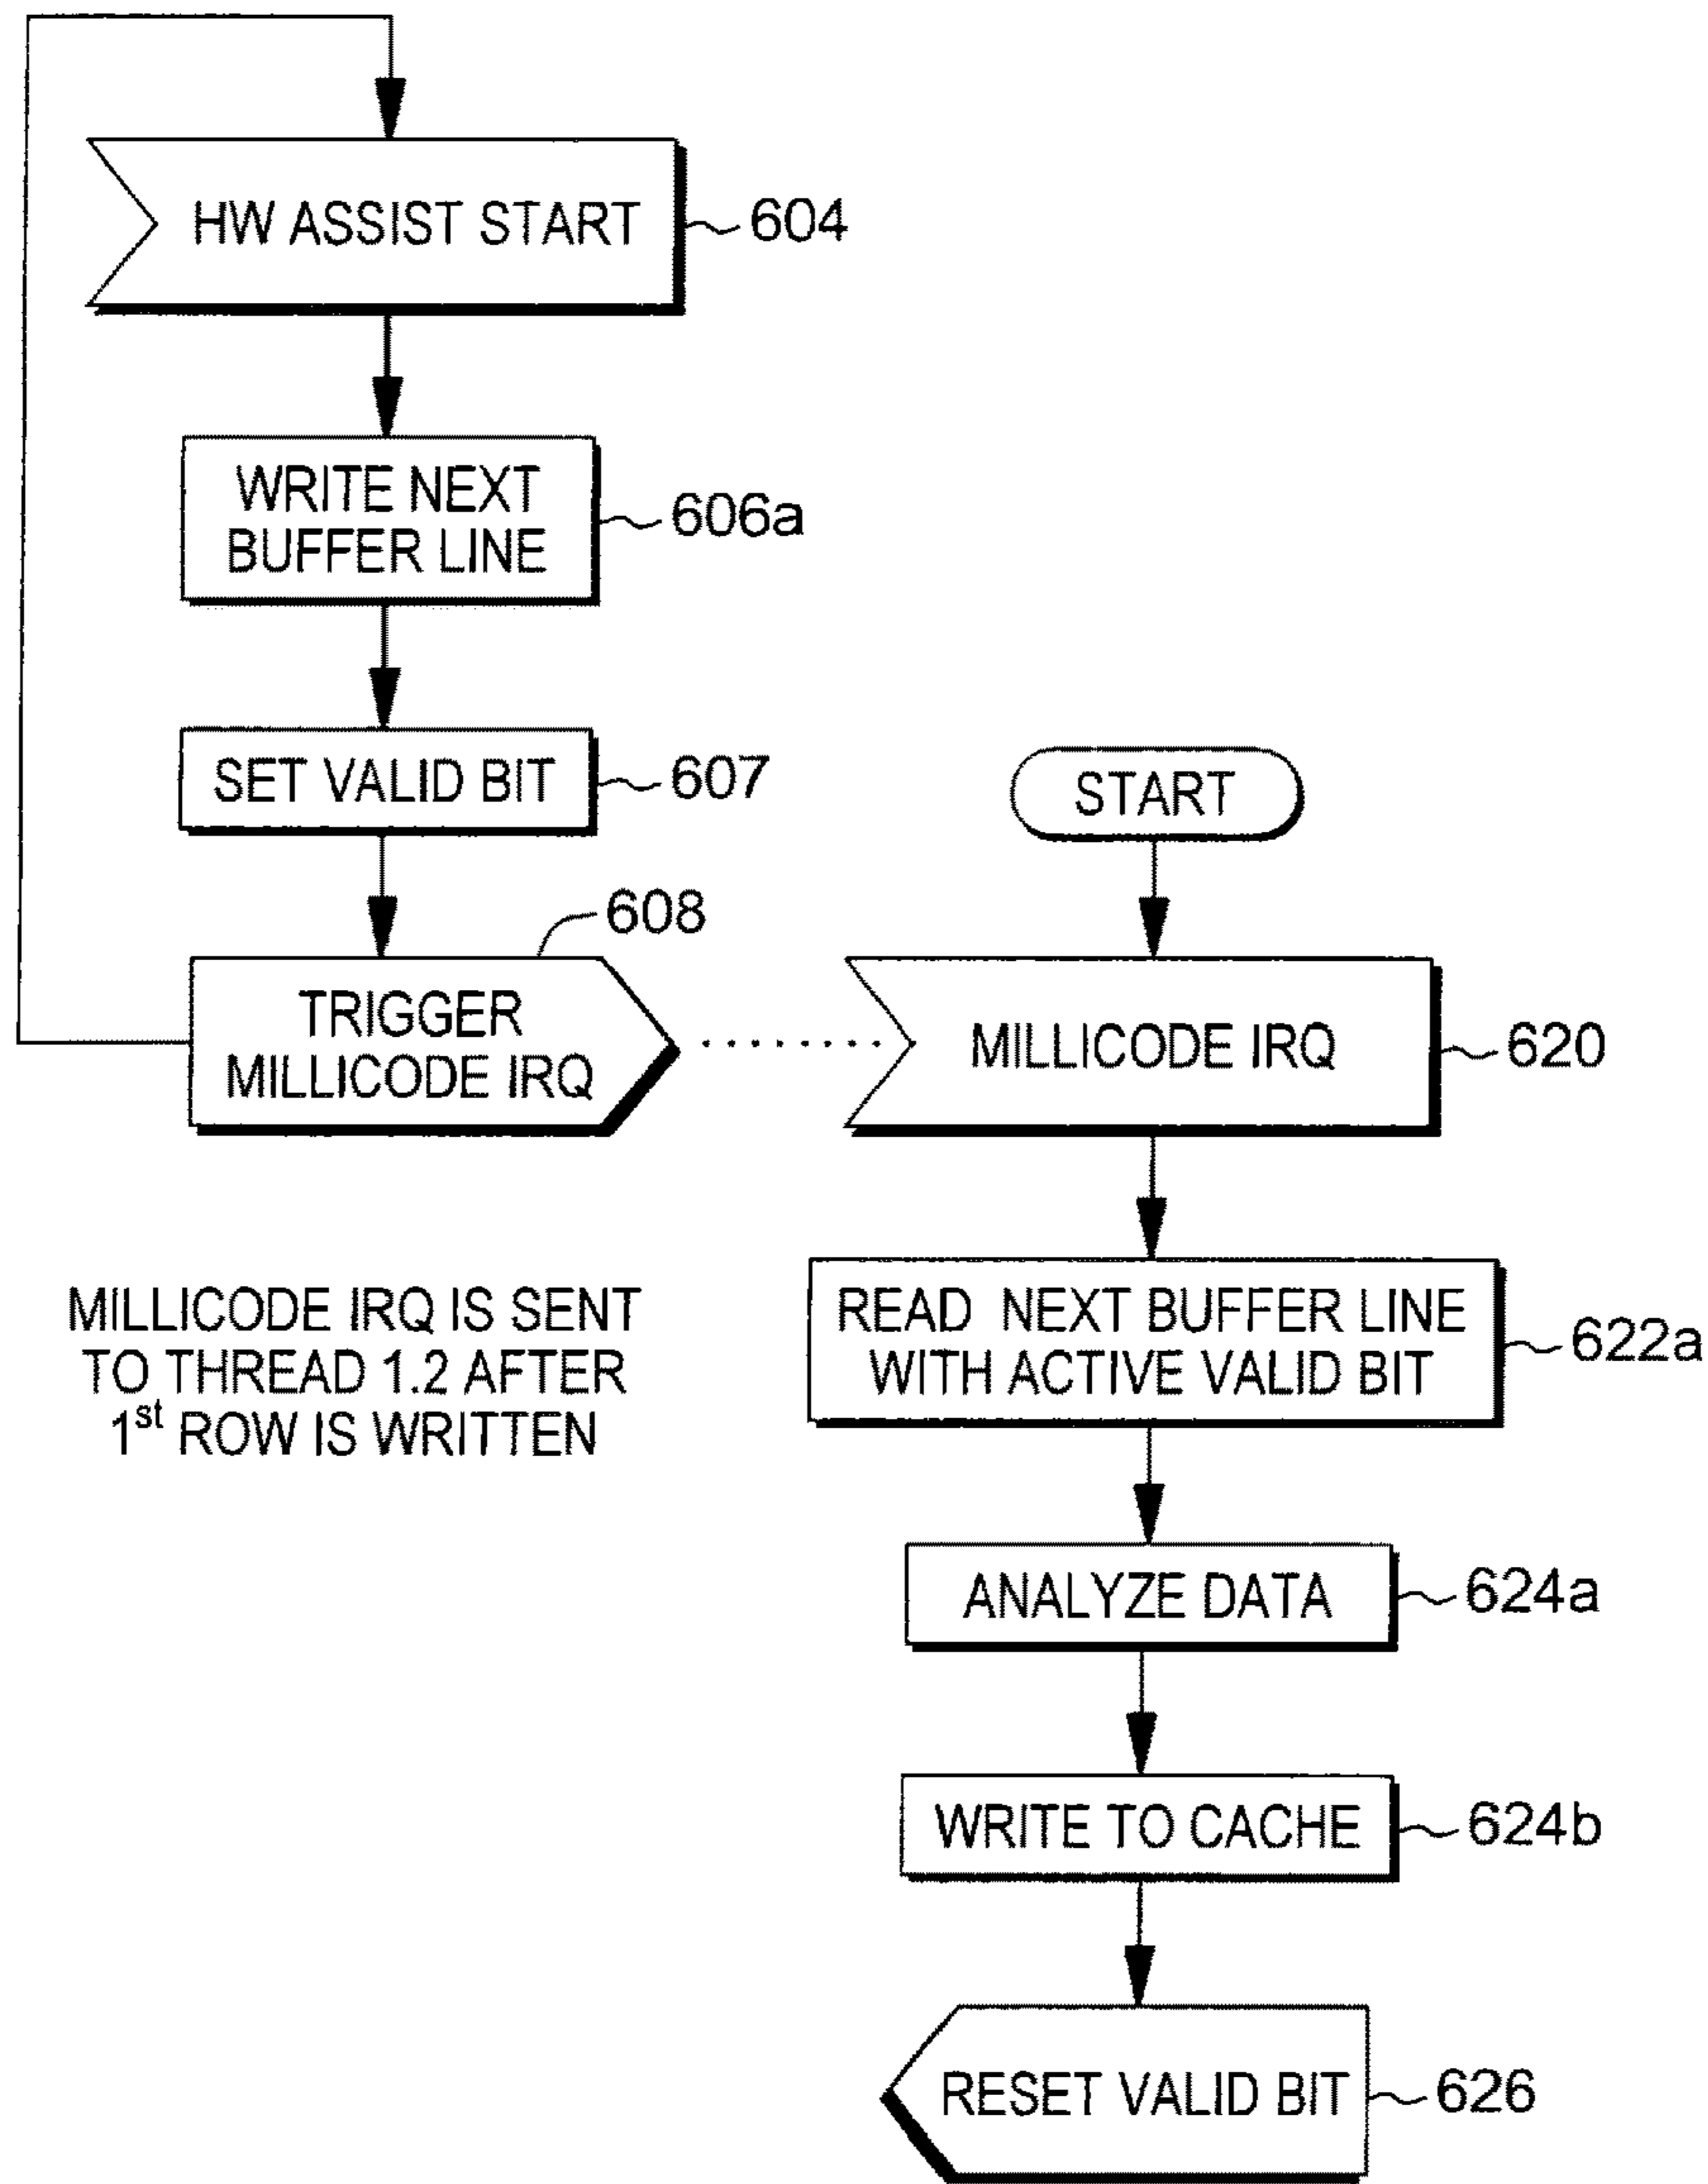 HW ASSIST START
604
WRITE NEXT
BUFFER LINE
606a
SET VALID BIT
607
608
TRIGGER
MILLICODE IRQ
MILLICODE IRQ IS SENT
TO THREAD 1.2 AFTER
1st ROW IS WRITTEN
START
MILLICODE IRQ
620
READ NEXT BUFFER LINE
WITH ACTIVE VALID BIT
622a
ANALYZE DATA
624a
WRITE TO CACHE
624b
RESET VALID BIT
626